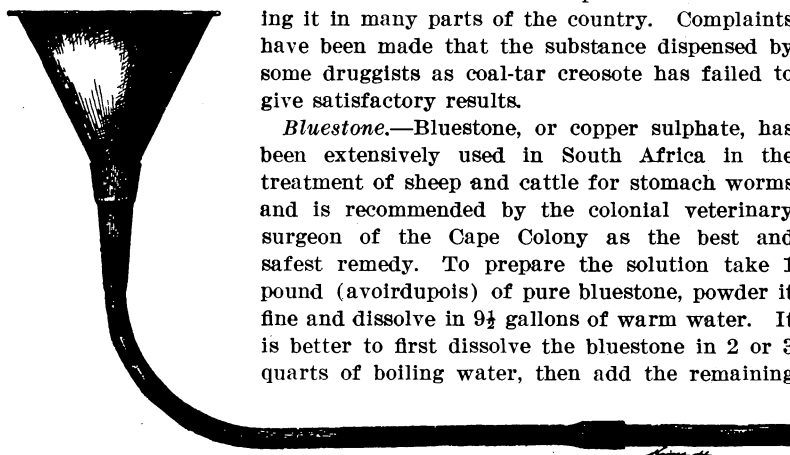 ing it in many parts of the country. Complaints
have been made that the substance dispensed by
some druggists as coal-tar creosote has failed to
give satisfactory results.
Bluestone.—Bluestone, or copper sulphate, has
been extensively used in South Africa in the
treatment of sheep and cattle for stomach worms
and is recommended by the colonial veterinary
surgeon of the Cape Colony as the best and
safest remedy. To prepare the solution take 1
pound (avoirdupois) of pure bluestone, powder it
fine and dissolve in 9½ gallons of warm water. It
is better to first dissolve the bluestone in 2 or 3
quarts of boiling water, then add the remaining